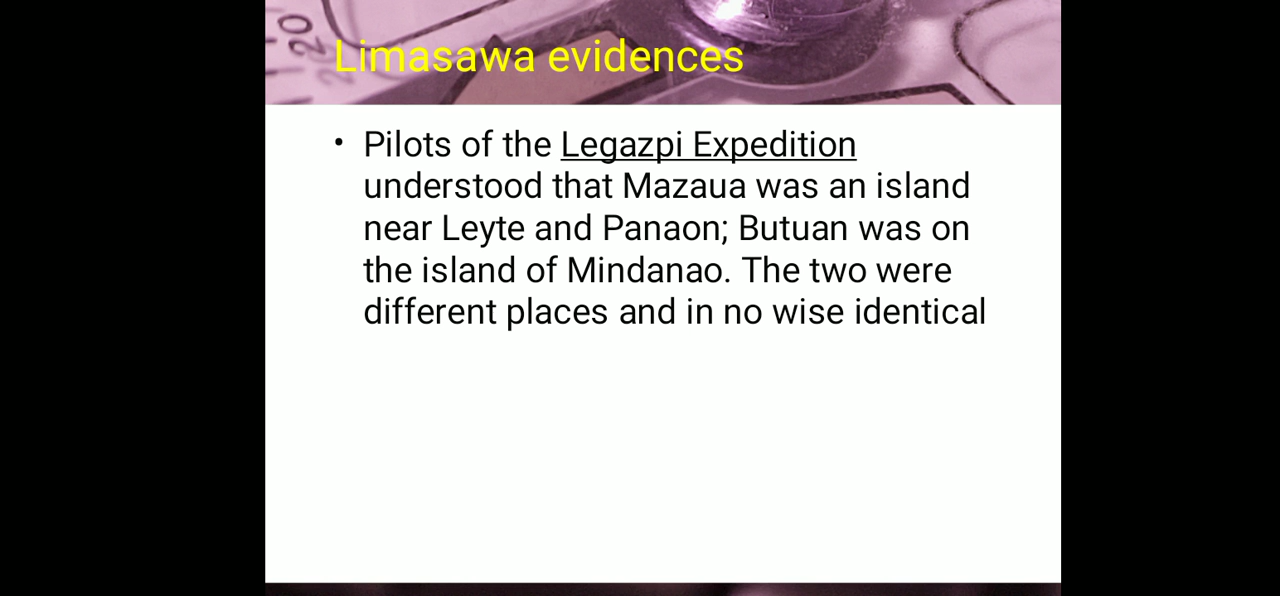 Limasawa evidences
• Pilots of the Legazpi Expedition
understood that Mazaua was an island
near Leyte and Panaon; Butuan was on
the island of Mindanao. The two were
different places and in no wise identical